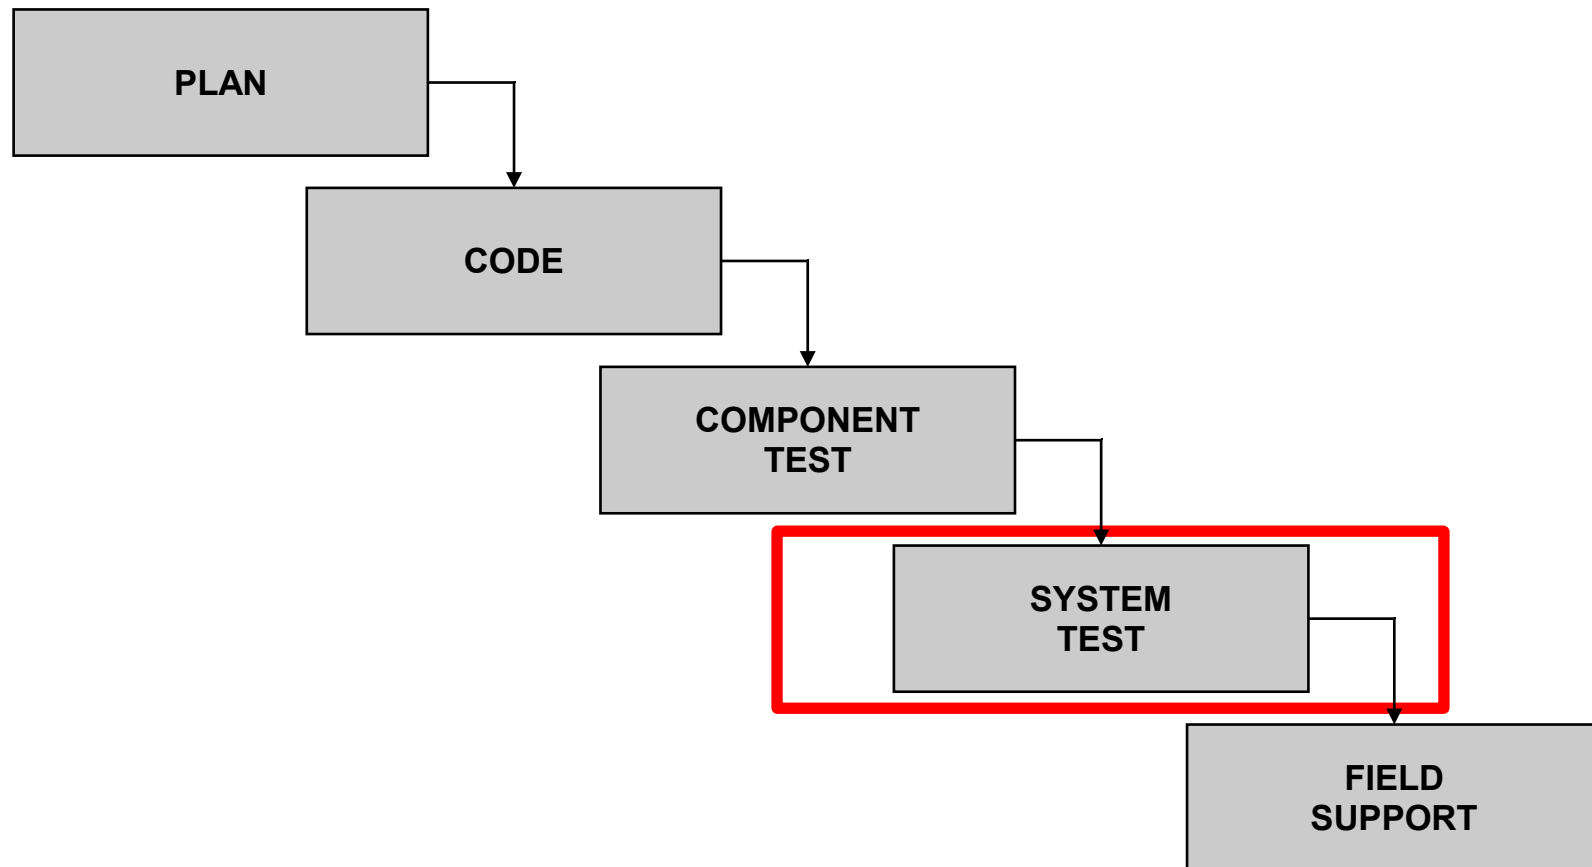 PLAN
CODE
COMPONENT
TEST
SYSTEM
TEST
FIELD
SUPPORT